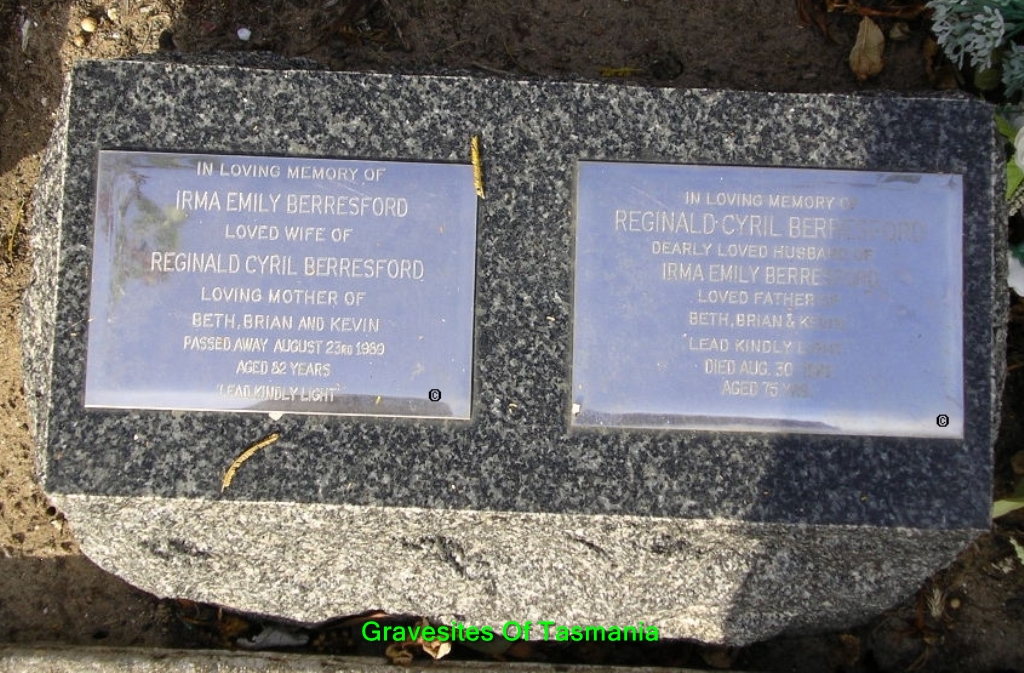 IN LOVING MEMORY OF
IRMA EMILY BERRESFORD
LOVED WIFE OF
REGINALD CYRIL BERRESFORD
LOVING MOTHER OF
BETH, BRIAN AND KEVIN
PASSED AWAY AUGUST 23RD 1989
AGED 82 YEARS
"LEAD KINDLY LIGHT"
©
IN LOVING MEMORY OF
REGINALD CYRIL BERRESFORD
DEARLY LOVED HUSBAND OF
IRMA EMILY BERRESFORD
LOVED FATHER OF
BETH, BRIAN & KEVIN
"LEAD KINDLY LIGHT"
DIED AUG. 30
AGED 75 YRS.
©
Gravesites Of Tasmania